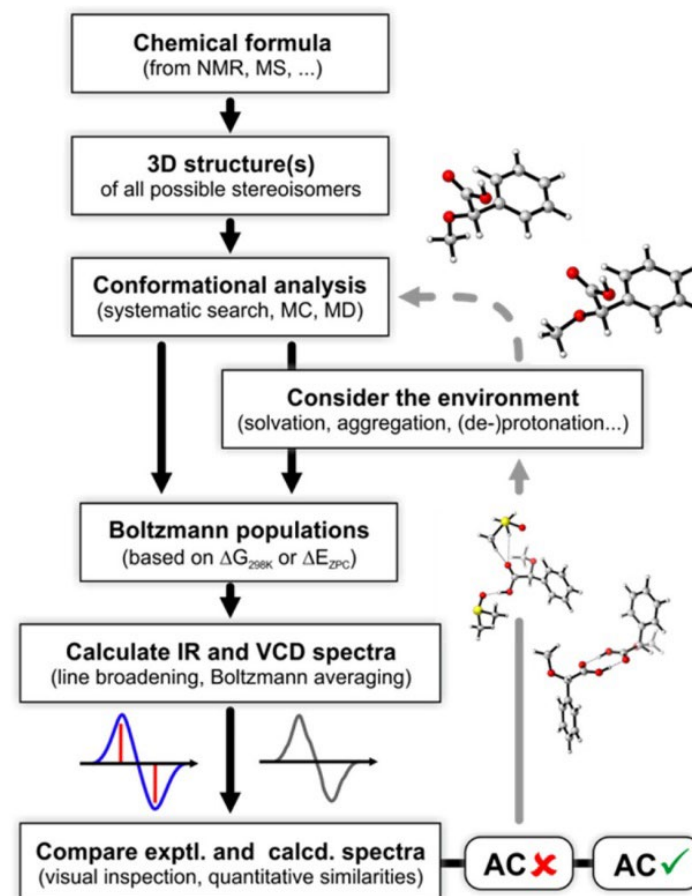 Chemical formula
(from NMR, MS, ...)
3D structure(s)
of all possible stereoisomers
Conformational analysis
(systematic search, MC, MD)
Consider the environment
(solvation, aggregation, (de-)protonation...)
Boltzmann populations
(based on ΔG298K or ΔEZPC)
Calculate IR and VCD spectra
(line broadening, Boltzmann averaging)
Compare exptl. and calcd. spectra
(visual inspection, quantitative similarities)
AC ✘
AC ✓